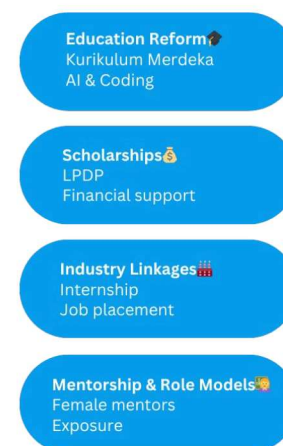 Education Reform🎓
Kurikulum Merdeka
AI & Coding
Scholarships💰
LPDP
Financial support
Industry Linkages🏭
Internship
Job placement
Mentorship & Role Models👩‍🏫
Female mentors
Exposure